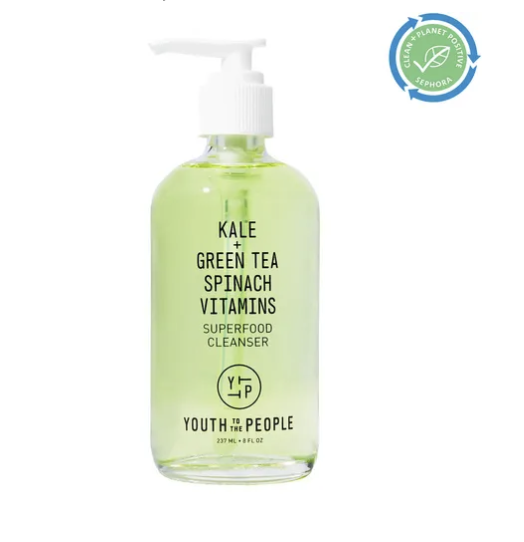 CLEAN + PLANET POSITIVE
SEPHORA
KALE
+
GREEN TEA
SPINACH
VITAMINS
SUPERFOOD
CLEANSER
Y T T P
YOUTH TO THE PEOPLE
237 ML • 8 FL OZ